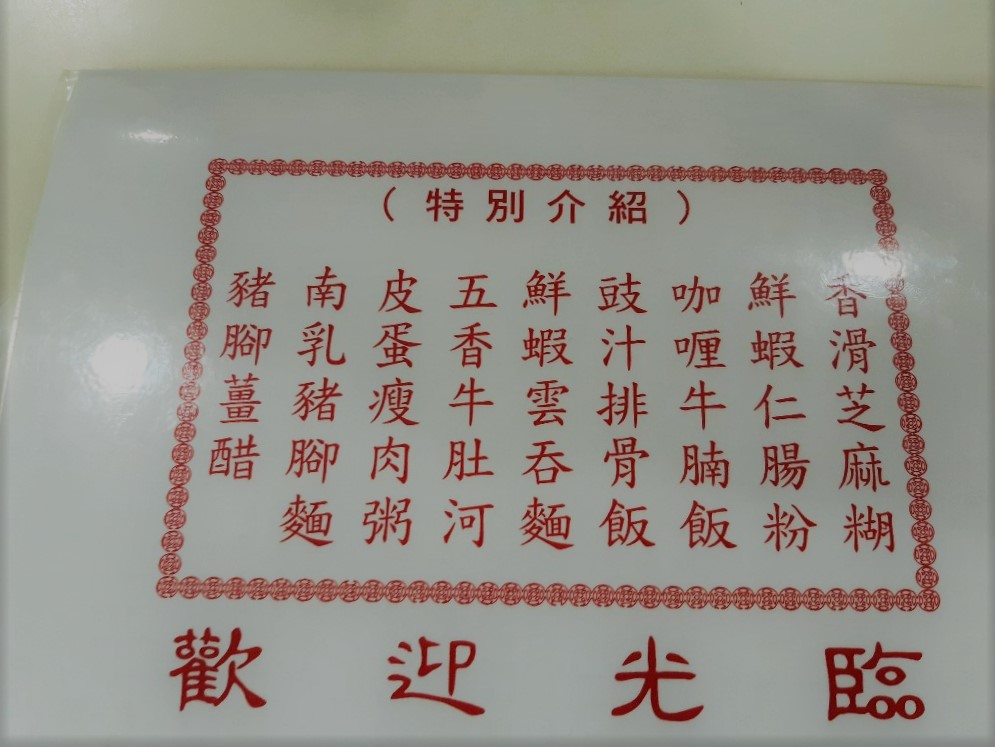 （特別介紹）
香滑芝麻糊
鮮蝦仁腸粉
咖喱牛腩飯
豉汁排骨飯
鮮蝦雲吞麵
五香牛肚河
皮蛋瘦肉粥
南乳豬腳麵
豬腳薑醋
歡迎光臨